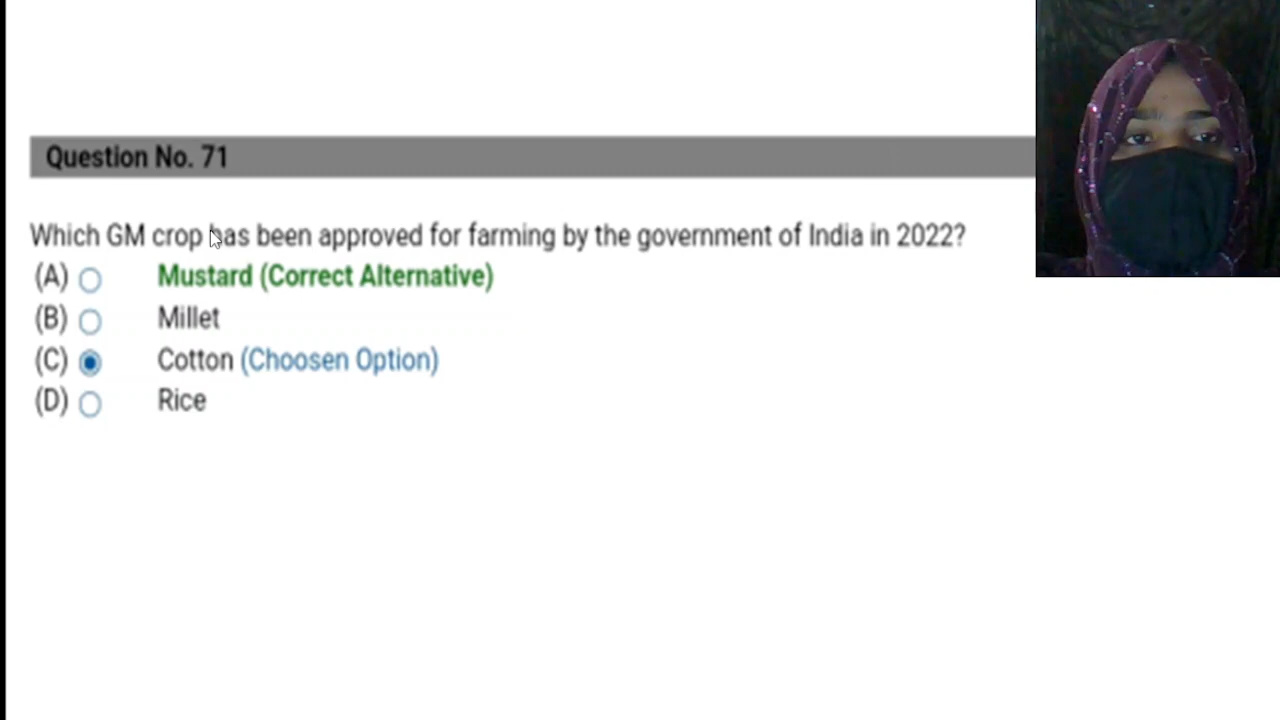 Question No. 71
Which GM crop has been approved for farming by the government of India in 2022?
(A) Mustard (Correct Alternative)
(B) Millet
(C) Cotton (Choosen Option)
(D) Rice